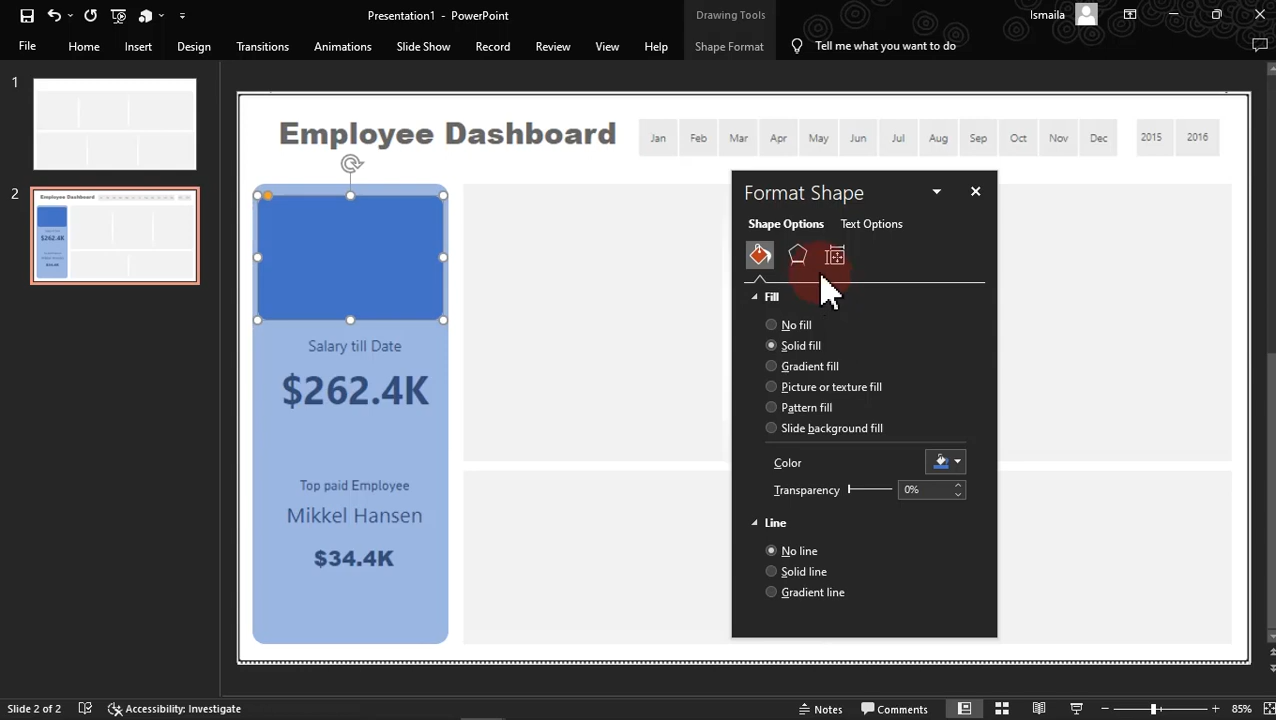 Presentation1 - PowerPoint
Drawing Tools
Ismaila
File
Home
Insert
Design
Transitions
Animations
Slide Show
Record
Review
View
Help
Shape Format
Tell me what you want to do
1
2
Employee Dashboard
Jan
Feb
Mar
Apr
May
Jun
Jul
Aug
Sep
Oct
Nov
Dec
2015
2016
Salary till Date
$262.4K
Top paid Employee
Mikkel Hansen
$34.4K
Format Shape
Shape Options
Text Options
Fill
No fill
Solid fill
Gradient fill
Picture or texture fill
Pattern fill
Slide background fill
Color
Transparency
0%
Line
No line
Solid line
Gradient line
Employee Dashboard
$262.4K
Slide 2 of 2
Accessibility: Investigate
Notes
Comments
85%